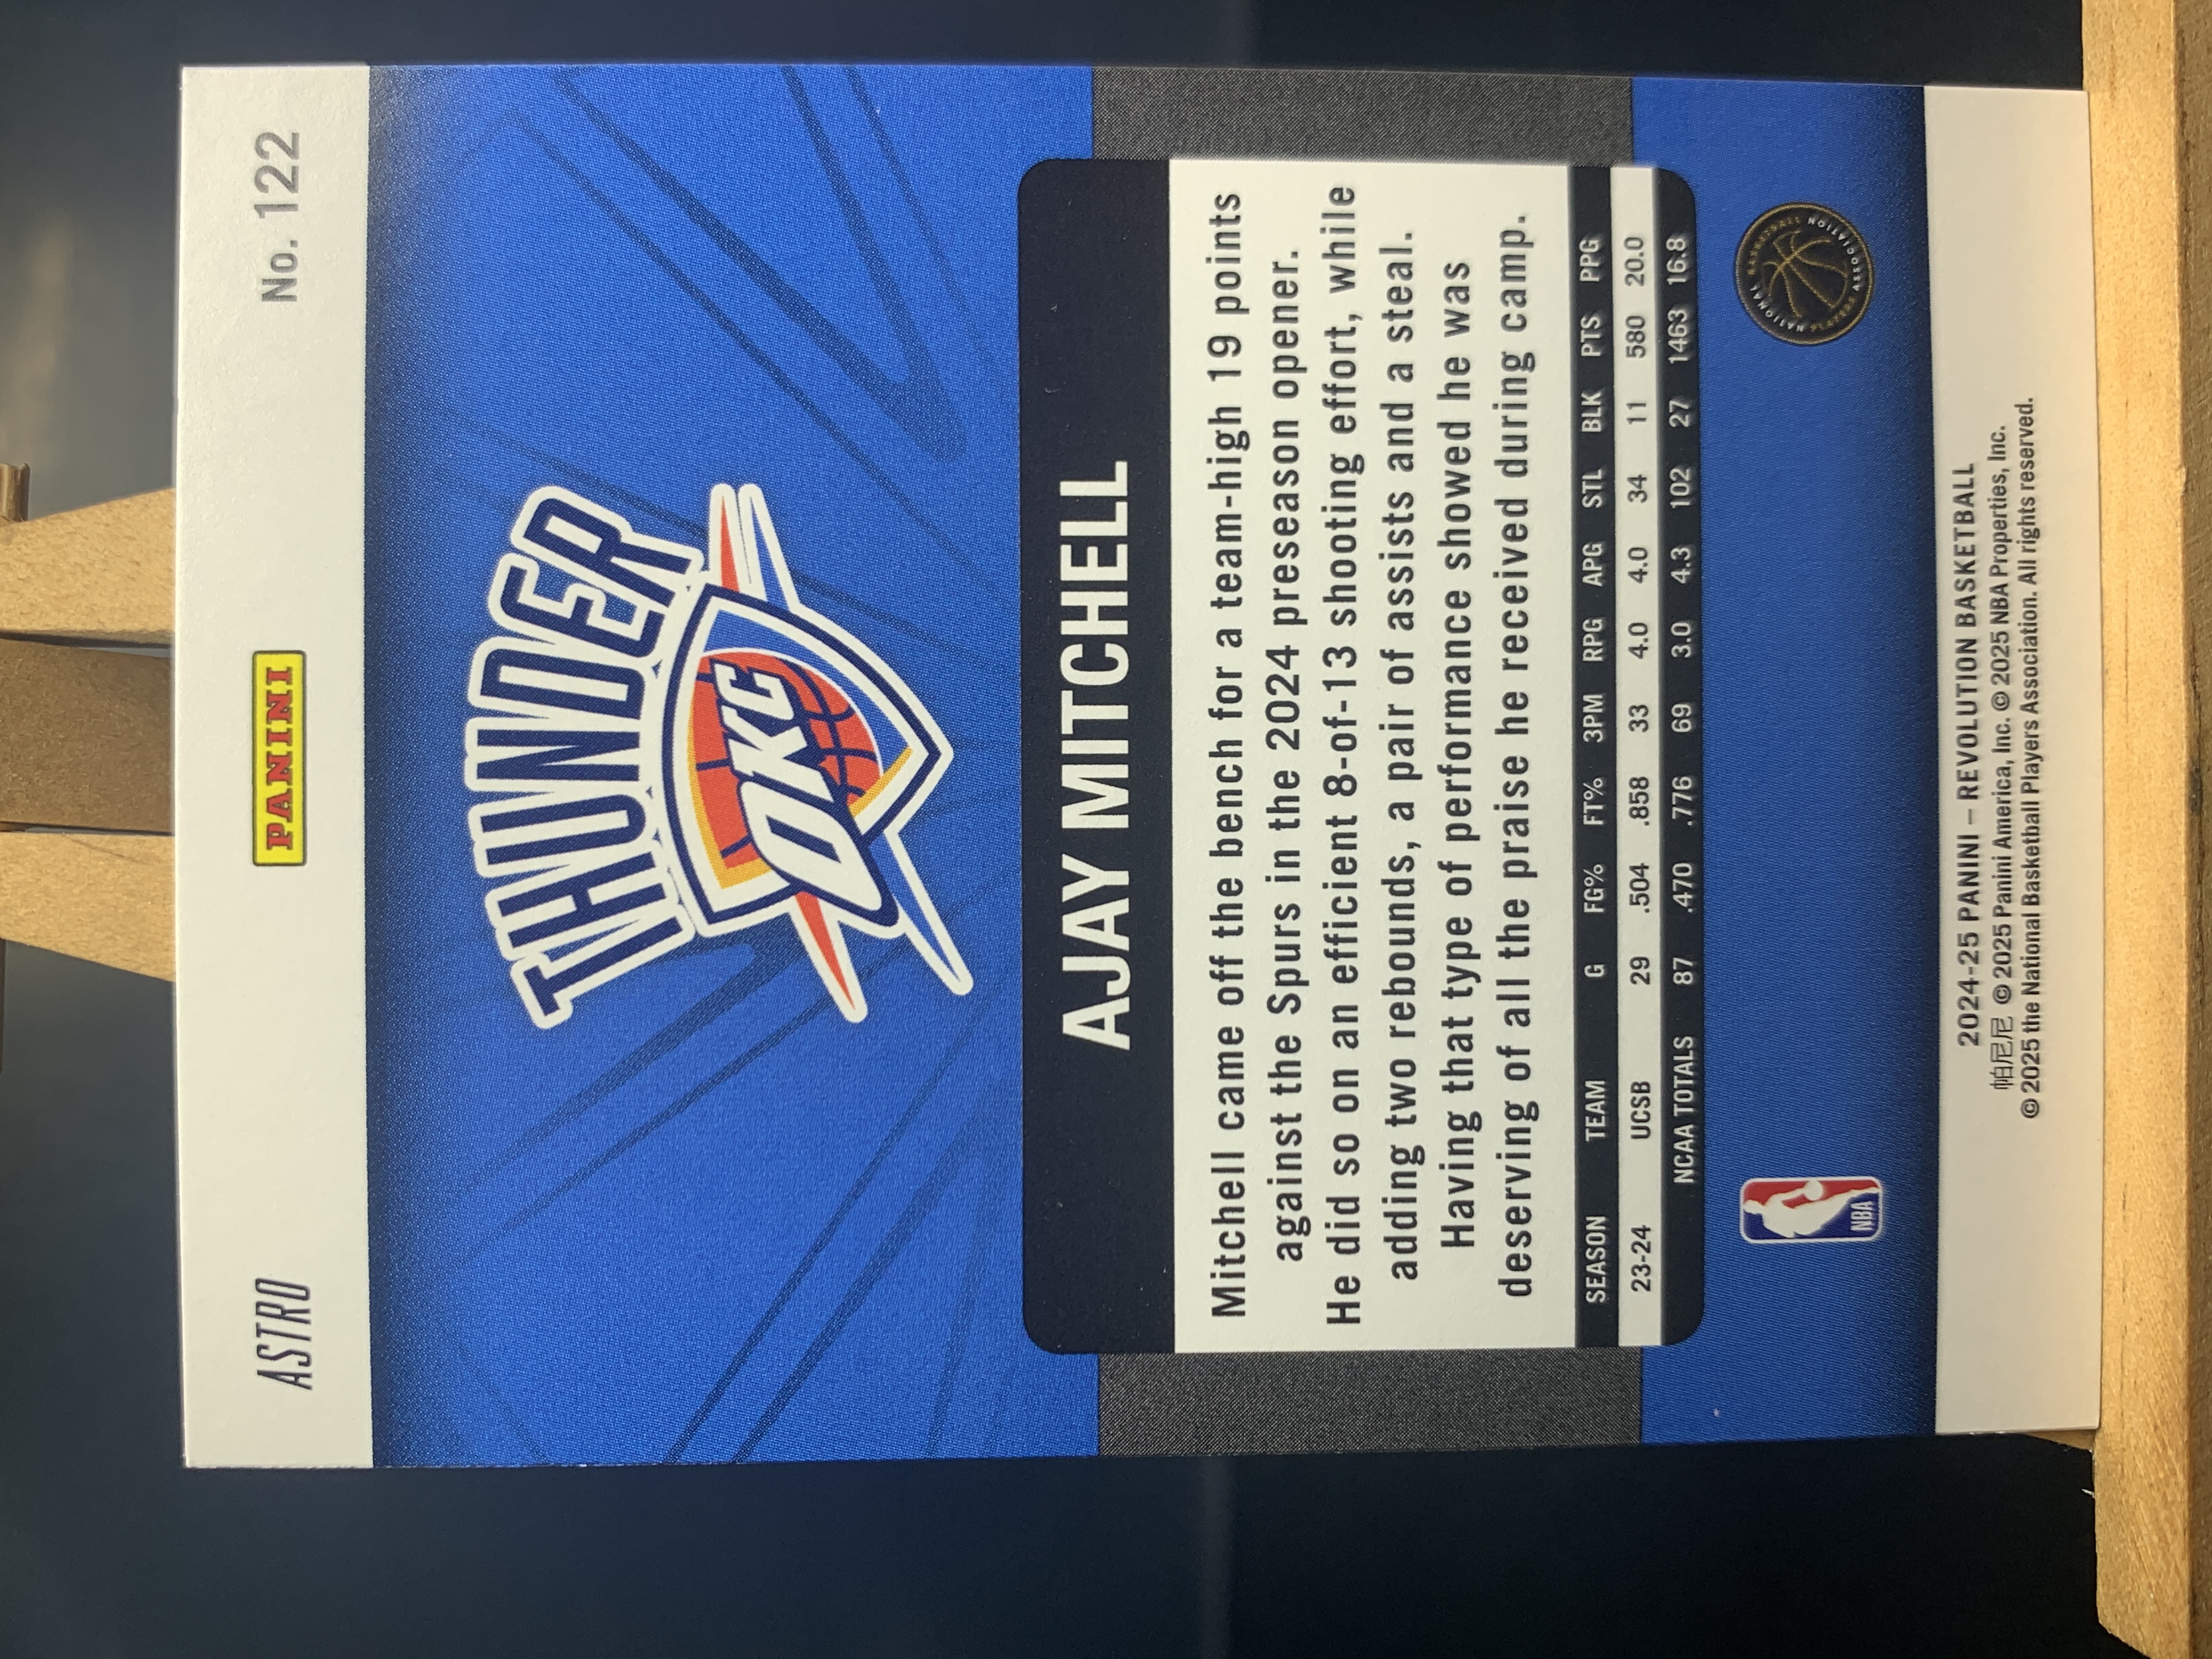 ASTRO
PANINI
No. 122
THUNDER
OKC
AJAY MITCHELL
Mitchell came off the bench for a team-high 19 points
against the Spurs in the 2024 preseason opener.
He did so on an efficient 8-of-13 shooting effort, while
adding two rebounds, a pair of assists and a steal.
Having that type of performance showed he was
deserving of all the praise he received during camp.
SEASON TEAM G FG% FT% 3PM RPG APG STL BLK PTS PPG
23-24 UCSB 29 .504 .858 33 4.0 4.0 34 11 580 20.0
NCAA TOTALS 87 .470 .776 69 3.0 4.3 102 27 1463 16.8
NBA
NATIONAL BASKETBALL PLAYERS ASSOCIATION
2024-25 PANINI – REVOLUTION BASKETBALL
帕尼尼 © 2025 Panini America, Inc. © 2025 NBA Properties, Inc.
© 2025 the National Basketball Players Association. All rights reserved.